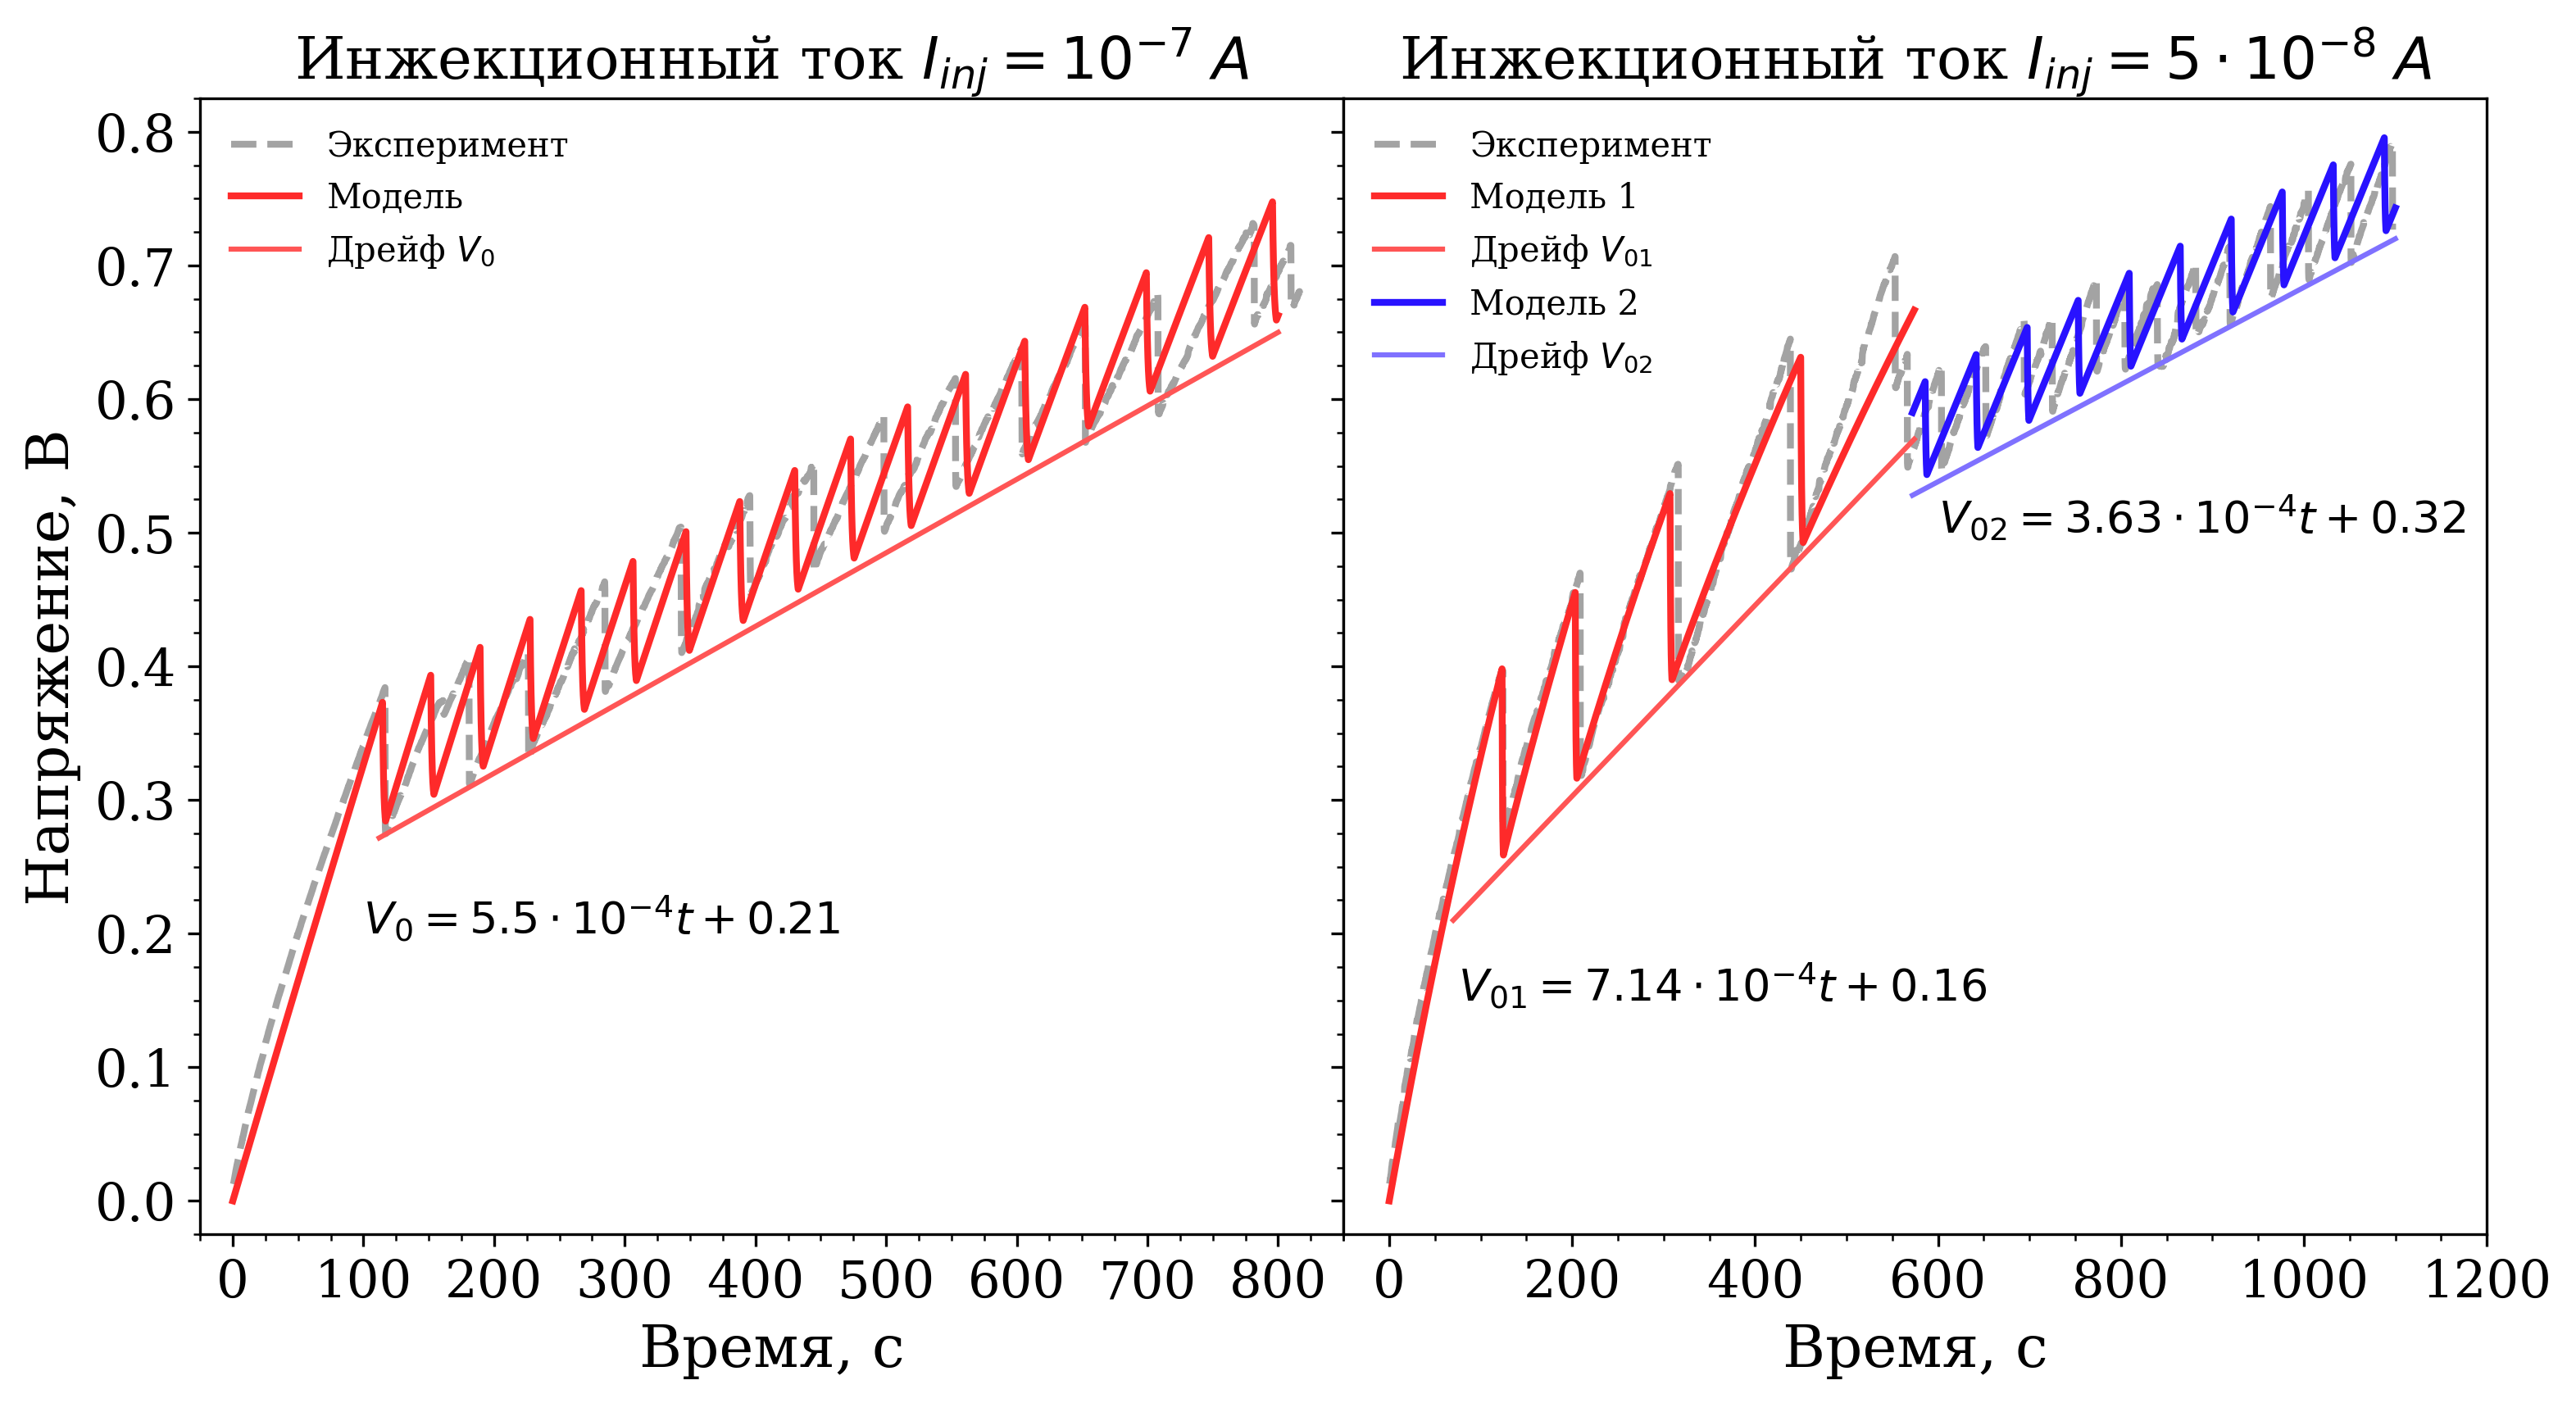 Инжекционный ток $I_{inj} = 10^{-7}\ A$
Эксперимент
Модель
Дрейф $V_0$
$V_0 = 5.5 \cdot 10^{-4}t + 0.21$
Напряжение, В
0.8
0.7
0.6
0.5
0.4
0.3
0.2
0.1
0.0
0 100 200 300 400 500 600 700 800
Время, с
Инжекционный ток $I_{inj} = 5 \cdot 10^{-8}\ A$
Эксперимент
Модель 1
Дрейф $V_{01}$
Модель 2
Дрейф $V_{02}$
$V_{02} = 3.63 \cdot 10^{-4}t + 0.32$
$V_{01} = 7.14 \cdot 10^{-4}t + 0.16$
0 200 400 600 800 1000 1200
Время, с